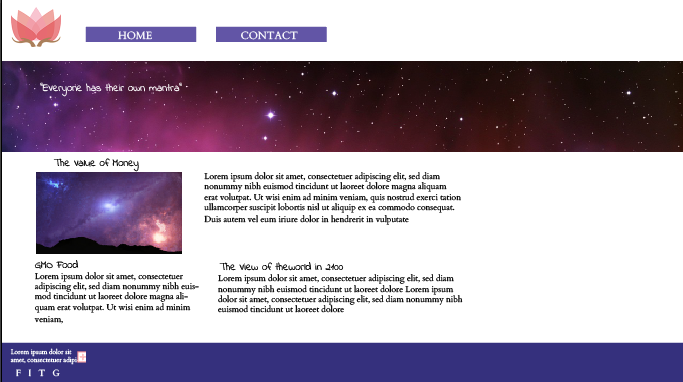 HOME
CONTACT
"Everyone has their own mantra"
The Value of Money
Lorem ipsum dolor sit amet, consectetuer adipiscing elit, sed diam
nonummy nibh euismod tincidunt ut laoreet dolore magna aliquam
erat volutpat. Ut wisi enim ad minim veniam, quis nostrud exerci tation
ullamcorper suscipit lobortis nisl ut aliquip ex ea commodo consequat.
Duis autem vel eum iriure dolor in hendrerit in vulputate
GMO Food
Lorem ipsum dolor sit amet, consectetuer
adipiscing elit, sed diam nonummy nibh euis-
mod tincidunt ut laoreet dolore magna ali-
quam erat volutpat. Ut wisi enim ad minim
veniam,
The View of theworld in 2100
Lorem ipsum dolor sit amet, consectetuer adipiscing elit, sed diam
nonummy nibh euismod tincidunt ut laoreet dolore Lorem ipsum
dolor sit amet, consectetuer adipiscing elit, sed diam nonummy nibh
euismod tincidunt ut laoreet dolore
Lorem ipsum dolor sit
amet, consectetuer adipi
F I T G